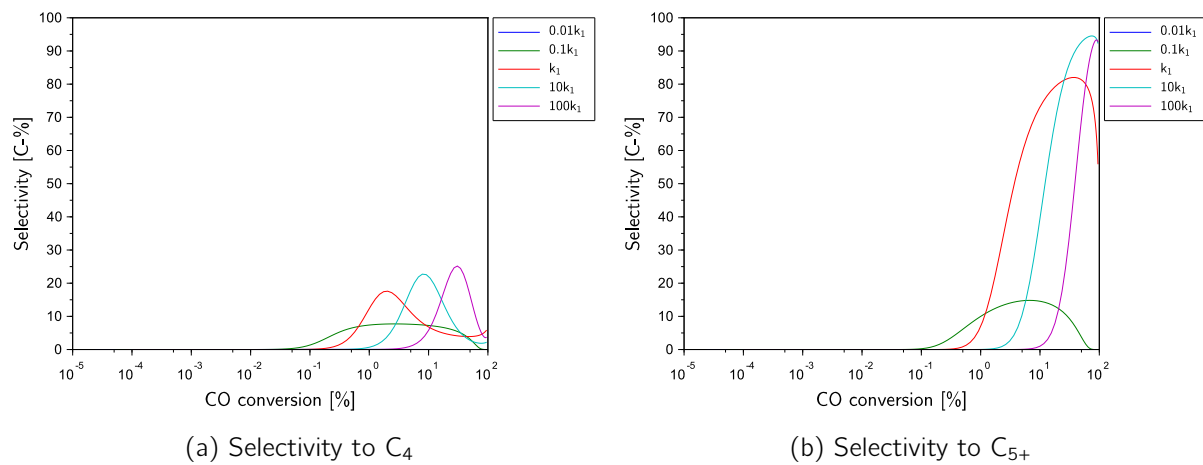 100
90
80
70
60
50
40
30
20
10
0
Selectivity [C-%]
10⁻⁵ 10⁻⁴ 10⁻³ 10⁻² 10⁻¹ 10⁰ 10¹ 10²
CO conversion [%]
0.01k₁
0.1k₁
k₁
10k₁
100k₁
(a) Selectivity to C₄
100
90
80
70
60
50
40
30
20
10
0
Selectivity [C-%]
10⁻⁵ 10⁻⁴ 10⁻³ 10⁻² 10⁻¹ 10⁰ 10¹ 10²
CO conversion [%]
0.01k₁
0.1k₁
k₁
10k₁
100k₁
(b) Selectivity to C₅₊